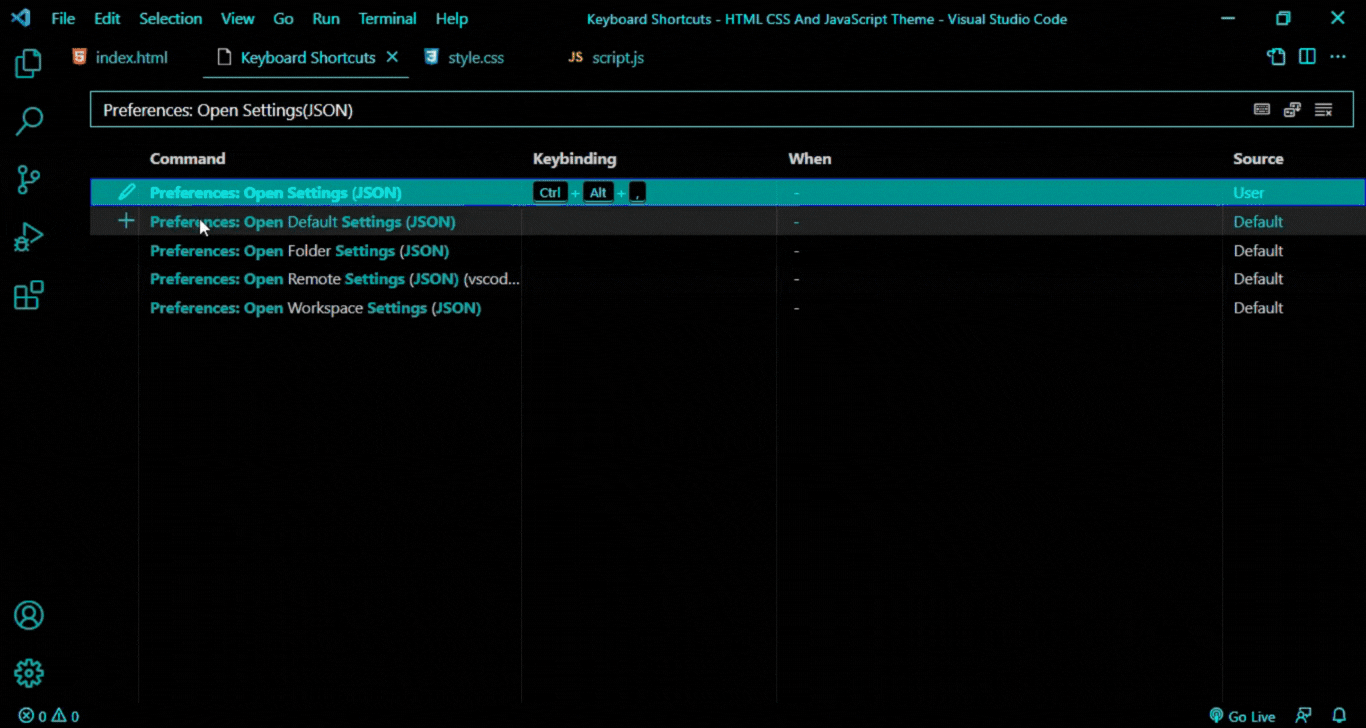 File Edit Selection View Go Run Terminal Help Keyboard Shortcuts - HTML CSS And JavaScript Theme - Visual Studio Code
index.html Keyboard Shortcuts style.css JS script.js
Preferences: Open Settings(JSON)
Command Keybinding When Source
Preferences: Open Settings (JSON) Ctrl + Alt + , - User
Preferences: Open Default Settings (JSON) - Default
Preferences: Open Folder Settings (JSON) - Default
Preferences: Open Remote Settings (JSON) (vscod... - Default
Preferences: Open Workspace Settings (JSON) - Default
0 0 Go Live